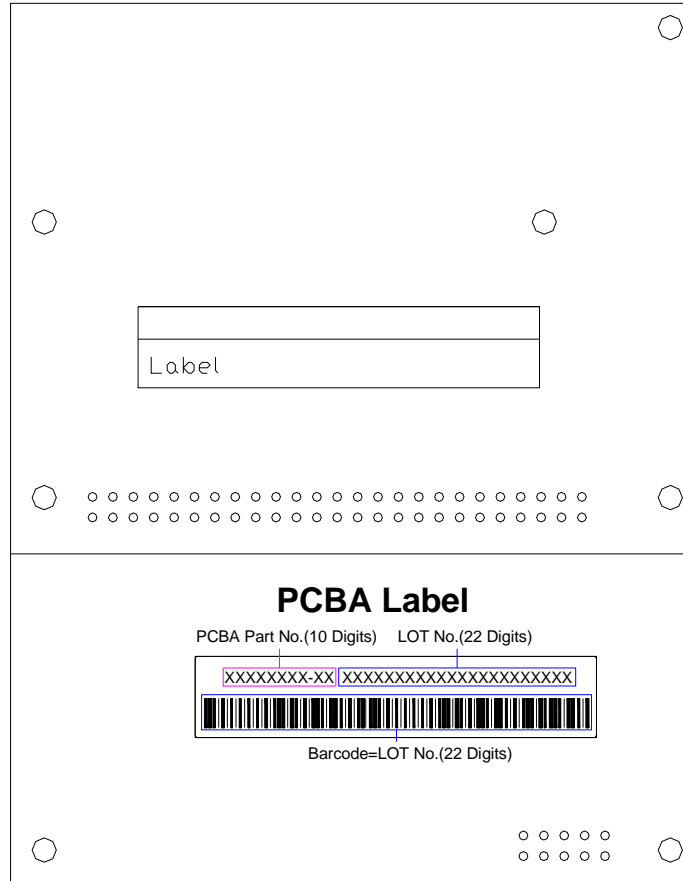 Label
PCBA Label
PCBA Part No.(10 Digits) LOT No.(22 Digits)
XXXXXXXX-XX XXXXXXXXXXXXXXXXXXXXXX
Barcode=LOT No.(22 Digits)